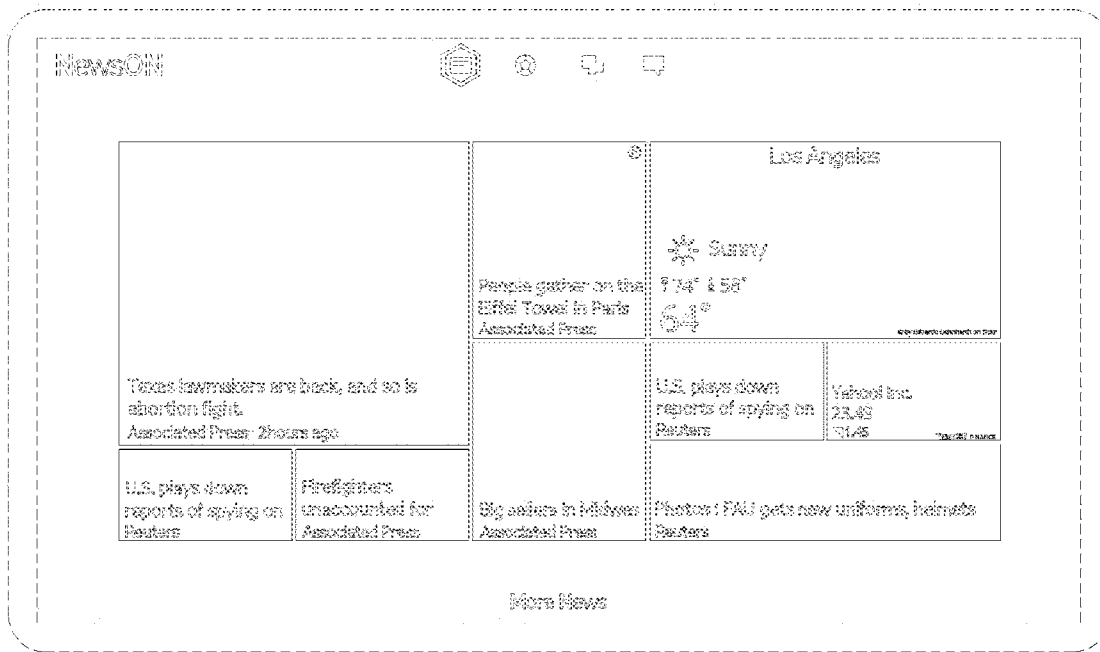 NewsON
Los Angeles
Sunny
People gather on the
Eiffel Tower in Paris
Associated Press
74° 58°
64°
Texas lawmakers are back, and so is
abortion fight.
Associated Press 2hours ago
U.S. plays down
reports of spying on
Reuters
Yahoo! Inc.
23.49
1.45
U.S. plays down
reports of spying on
Reuters
Firefighters
unaccounted for
Associated Press
Big sellers in
Associated Press
Photos : FAU gets new uniforms, helmets
Reuters
More News